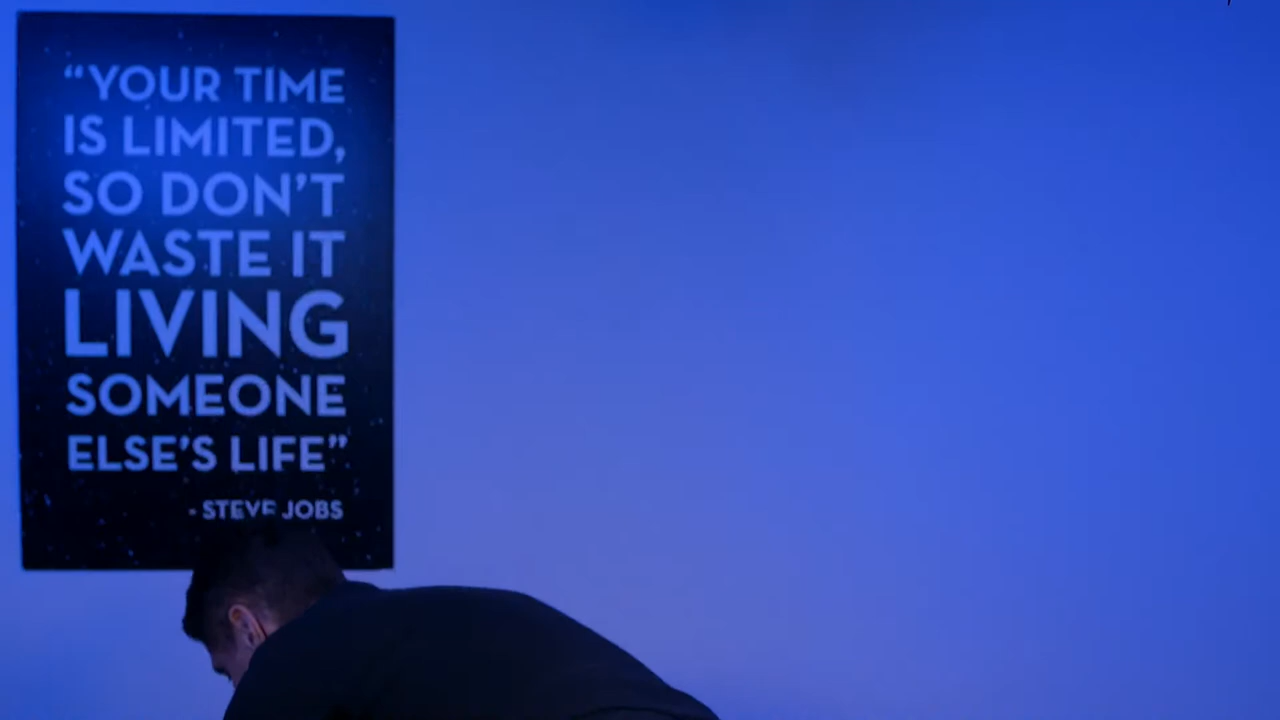 “YOUR TIME
IS LIMITED,
SO DON’T
WASTE IT
LIVING
SOMEONE
ELSE’S LIFE”
- STEVE JOBS